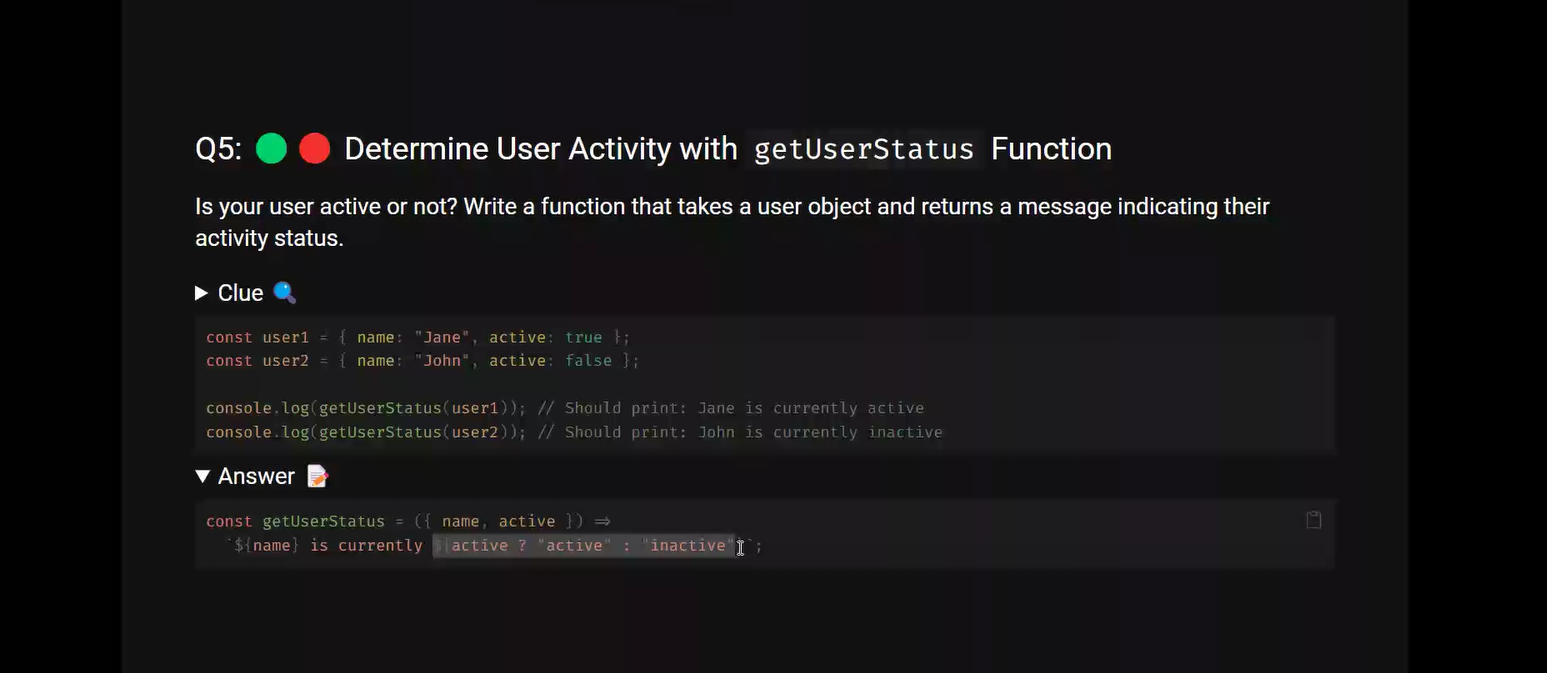 Q5: 🟢 🔴 Determine User Activity with getUserStatus Function
Is your user active or not? Write a function that takes a user object and returns a message indicating their
activity status.
▶ Clue 🔍
const user1 = { name: "Jane", active: true };
const user2 = { name: "John", active: false };
console.log(getUserStatus(user1)); // Should print: Jane is currently active
console.log(getUserStatus(user2)); // Should print: John is currently inactive
▼ Answer 📝
const getUserStatus = ({ name, active }) =>
`${name} is currently ${active ? "active" : "inactive"}`;